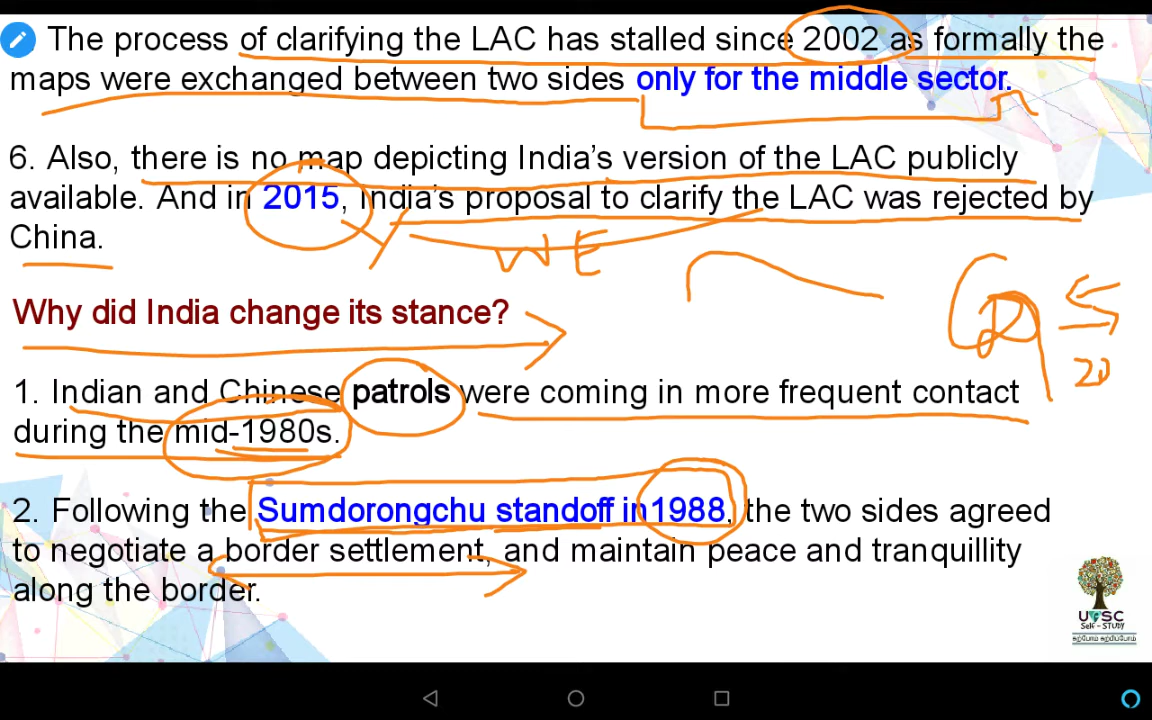 The process of clarifying the LAC has stalled since 2002 as formally the
maps were exchanged between two sides only for the middle sector.
6. Also, there is no map depicting India's version of the LAC publicly
available. And in 2015, India's proposal to clarify the LAC was rejected by
China.
WE
Why did India change its stance?
20
1. Indian and Chinese patrols were coming in more frequent contact
during the mid-1980s.
2. Following the Sumdorongchu standoff in1988, the two sides agreed
to negotiate a border settlement, and maintain peace and tranquillity
along the border.
UPSC
Self - STUDY
கற்போம் கற்பிப்போம்